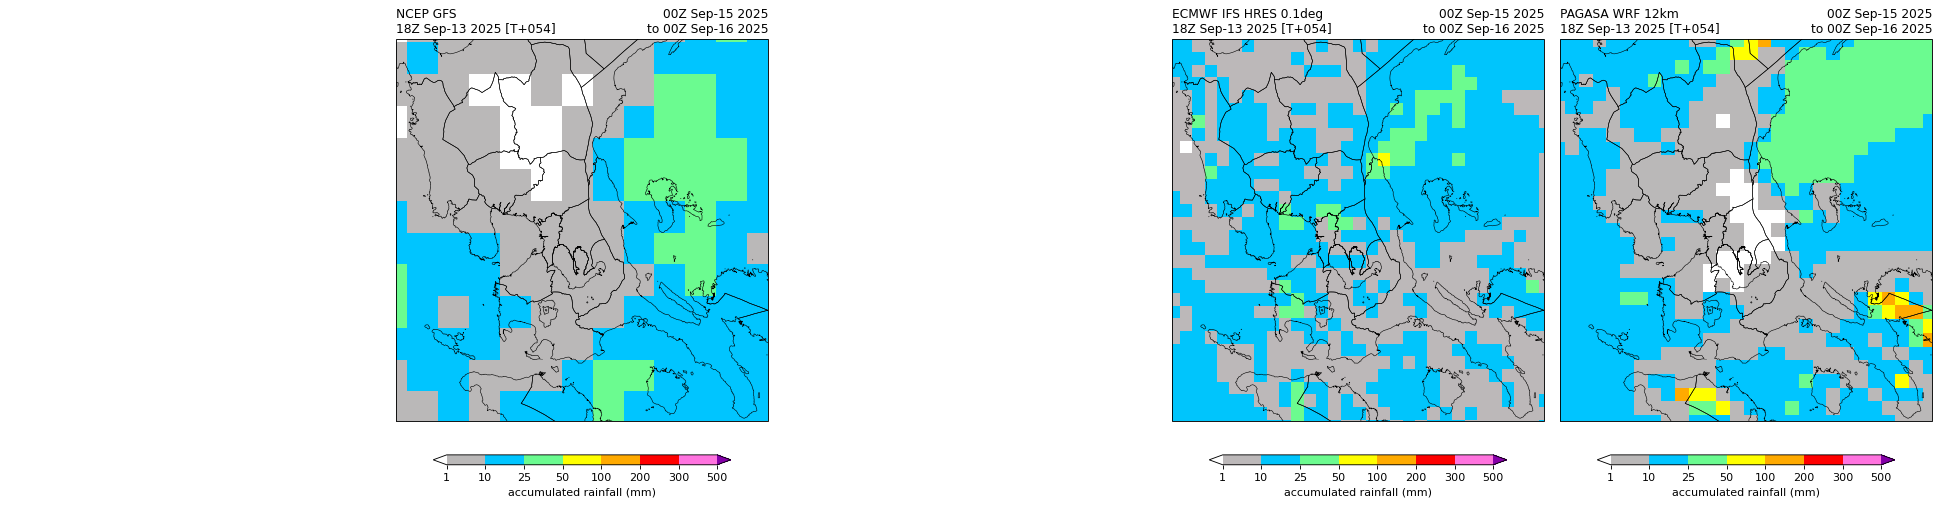 NCEP GFS 00Z Sep-15 2025
18Z Sep-13 2025 [T+054] to 00Z Sep-16 2025
1 10 25 50 100 200 300 500
accumulated rainfall (mm)
ECMWF IFS HRES 0.1deg 00Z Sep-15 2025
18Z Sep-13 2025 [T+054] to 00Z Sep-16 2025
1 10 25 50 100 200 300 500
accumulated rainfall (mm)
PAGASA WRF 12km 00Z Sep-15 2025
18Z Sep-13 2025 [T+054] to 00Z Sep-16 2025
1 10 25 50 100 200 300 500
accumulated rainfall (mm)